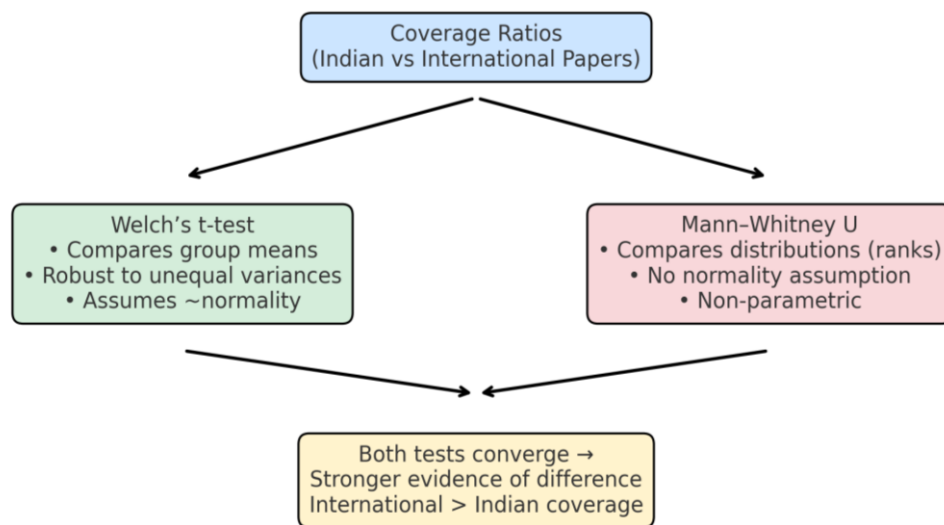 Coverage Ratios
(Indian vs International Papers)
Welch’s t-test
• Compares group means
• Robust to unequal variances
• Assumes ~normality
Mann–Whitney U
• Compares distributions (ranks)
• No normality assumption
• Non-parametric
Both tests converge →
Stronger evidence of difference
International > Indian coverage